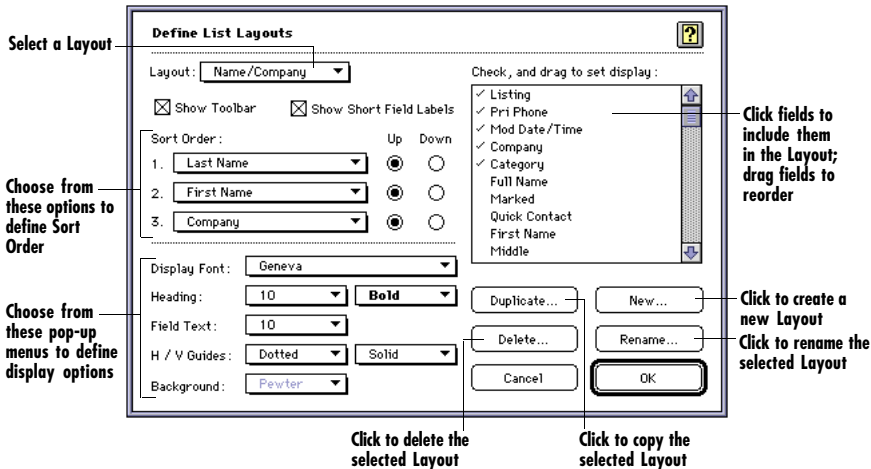 Define List Layouts
?
Select a Layout
Layout: Name/Company
Show Toolbar
Show Short Field Labels
Sort Order:
Up
Down
1. Last Name
2. First Name
3. Company
Choose from
these options to
define Sort
Order
Display Font: Geneva
Heading: 10 Bold
Field Text: 10
H / V Guides: Dotted Solid
Background: Pewter
Choose from
these pop-up
menus to define
display options
Check, and drag to set display:
✓ Listing
✓ Pri Phone
✓ Mod Date/Time
✓ Company
✓ Category
Full Name
Marked
Quick Contact
First Name
Middle
Click fields to
include them
in the Layout;
drag fields to
reorder
Duplicate...
New...
Delete...
Rename...
Cancel
OK
Click to create a
new Layout
Click to rename the
selected Layout
Click to delete the
selected Layout
Click to copy the
selected Layout